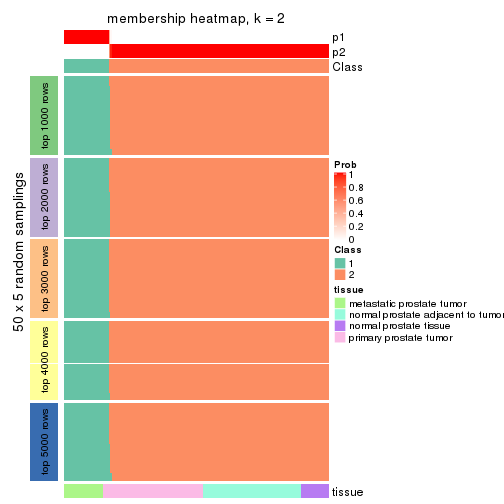 membership heatmap, k = 2
p1
p2
Class
50 x 5 random samplings
top 1000 rows
top 2000 rows
top 3000 rows
top 4000 rows
top 5000 rows
Prob
1
0.8
0.6
0.4
0.2
0
Class
1
2
tissue
metastatic prostate tumor
normal prostate adjacent to tumor
normal prostate tissue
primary prostate tumor
tissue